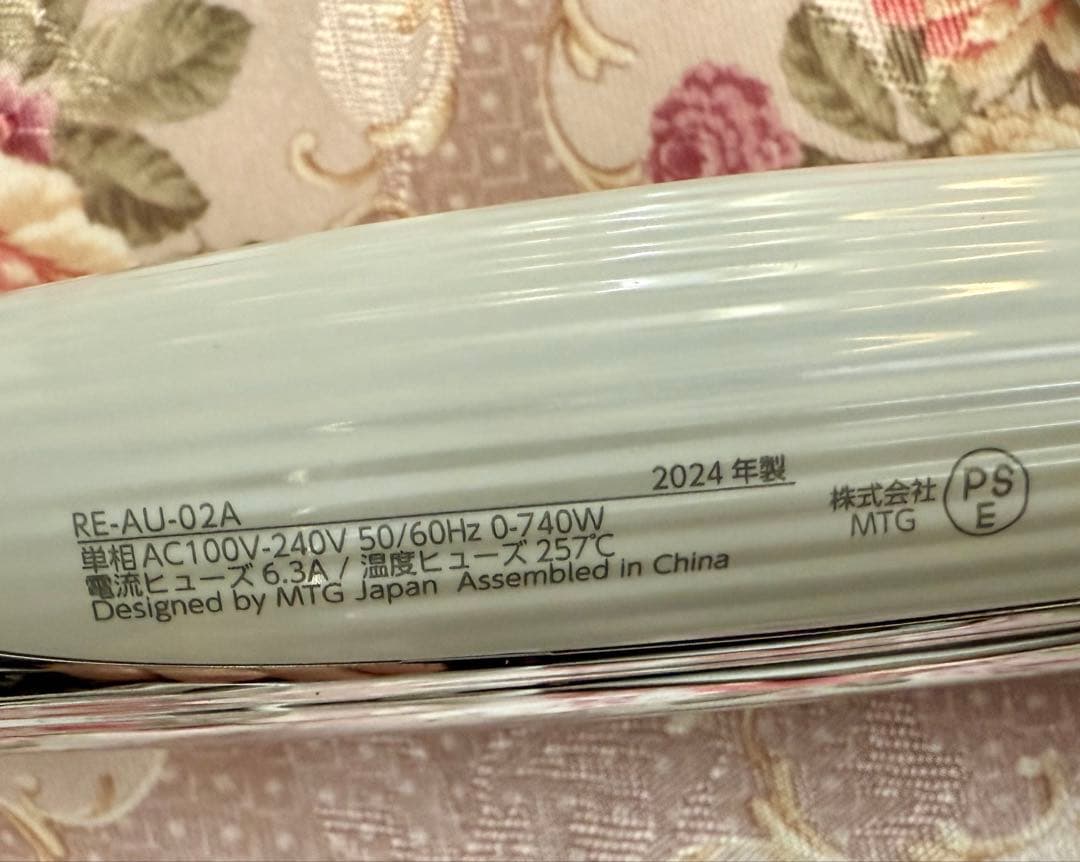 RE-AU-02A 2024 年製
単相 AC100V-240V 50/60Hz 0-740W
電流ヒューズ 6.3A / 温度ヒューズ 257℃
Designed by MTG Japan Assembled in China
株式会社
MTG
PS
E